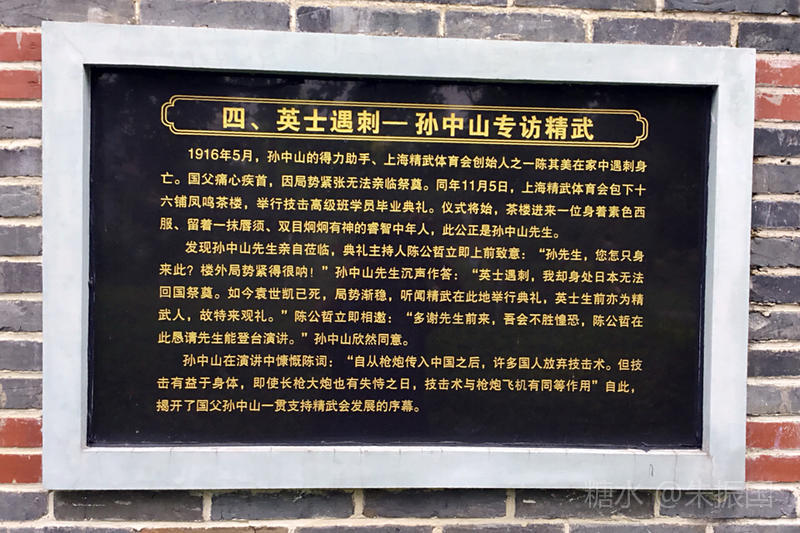 四、英士遇刺—孙中山专访精武
1916年5月，孙中山的得力助手、上海精武体育会创始人之一陈其美在家中遇刺身
亡。国父痛心疾首，因局势紧张无法亲临祭奠。同年11月5日，上海精武体育会包下十
六铺凤鸣茶楼，举行技击高级班学员毕业典礼。仪式将始，茶楼进来一位身着素色西
服、留着一抹唇须、双目炯炯有神的睿智中年人，此公正是孙中山先生。
发现孙中山先生亲自莅临，典礼主持人陈公哲立即上前致意：“孙先生，您怎只身
来此？楼外局势紧得很呐！”孙中山先生沉声作答：“英士遇刺，我却身处日本无法
回国祭奠。如今袁世凯已死，局势渐稳，听闻精武在此地举行典礼，英士生前亦为精
武人，故特来观礼。”陈公哲立即相邀：“多谢先生前来，吾会不胜惶恐，陈公哲在
此恳请先生能登台演讲。”孙中山欣然同意。
孙中山在演讲中慷慨陈词：“自从枪炮传入中国之后，许多国人放弃技击术。但技
击有益于身体，即使长枪大炮也有失恃之日，技击术与枪炮飞机有同等作用”自此，
揭开了国父孙中山一贯支持精武会发展的序幕。
糖水 @朱振国